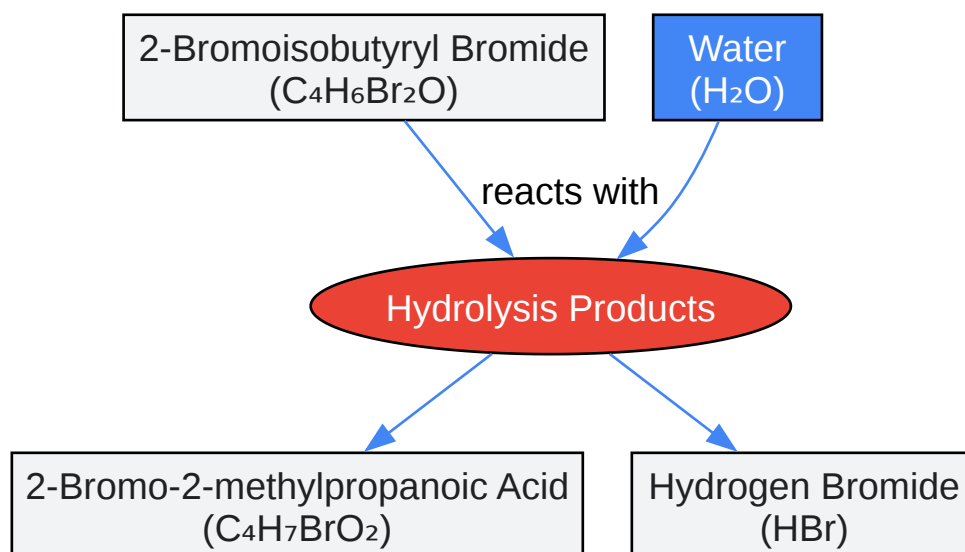 2-Bromoisobutyryl Bromide
(C₄H₆Br₂O)
Water
(H₂O)
reacts with
Hydrolysis Products
2-Bromo-2-methylpropanoic Acid
(C₄H₇BrO₂)
Hydrogen Bromide
(HBr)